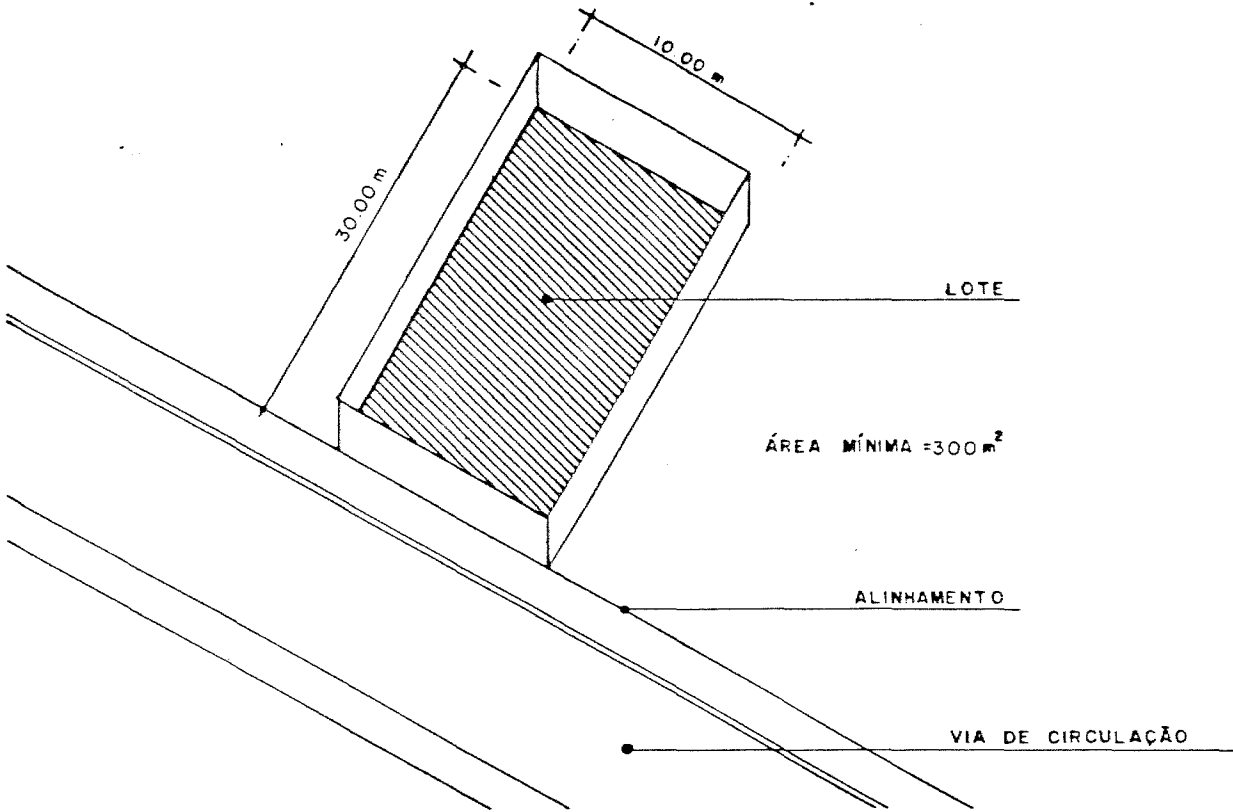 10.00 m
30.00 m
LOTE
ÁREA MÍNIMA =300 m²
ALINHAMENTO
VIA DE CIRCULAÇÃO